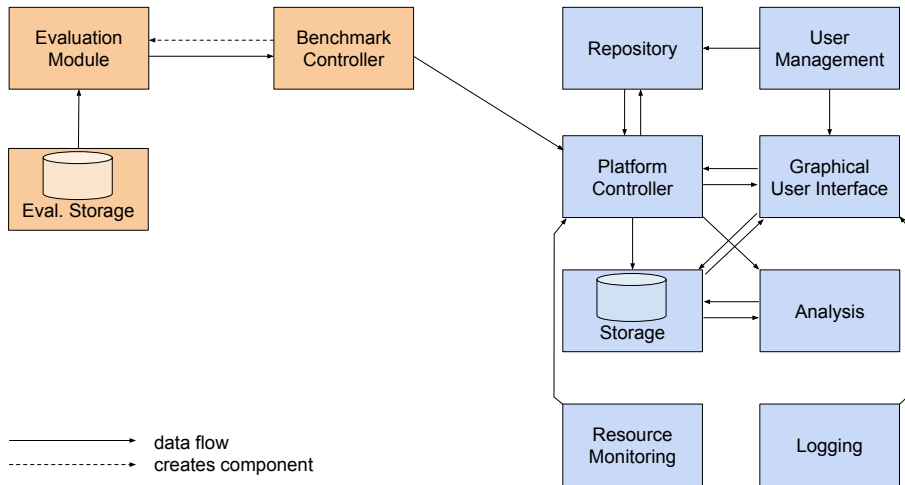 Evaluation
Module
Benchmark
Controller
Repository
User
Management
Eval. Storage
Platform
Controller
Graphical
User Interface
Storage
Analysis
Resource
Monitoring
Logging
data flow
creates component